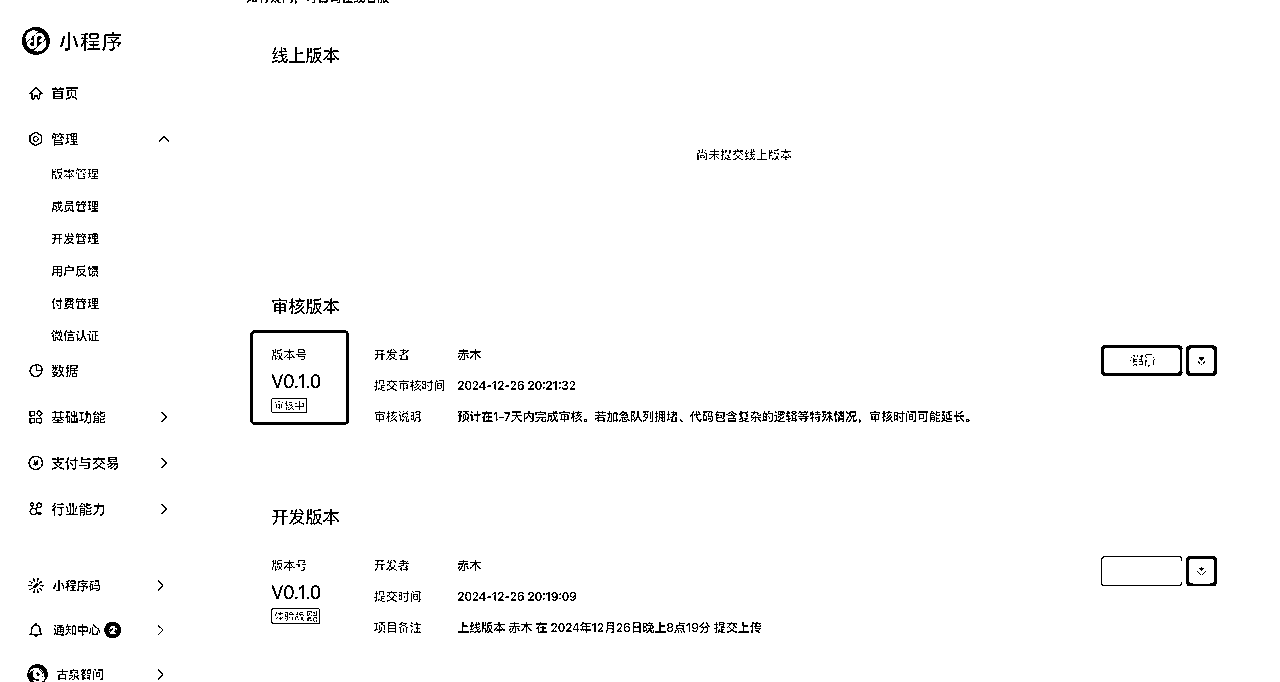 小程序
首页
管理
版本管理
成员管理
开发管理
用户反馈
付费管理
微信认证
数据
基础功能
支付与交易
行业能力
小程序码
通知中心 2
古泉智问
线上版本
尚未提交线上版本
审核版本
版本号
V0.1.0
审核中
开发者 赤木
提交审核时间 2024-12-26 20:21:32
审核说明 预计在1-7天内完成审核。若加急队列拥堵、代码包含复杂的逻辑等特殊情况，审核时间可能延长。
开发版本
版本号
V0.1.0
开发者 赤木
提交时间 2024-12-26 20:19:09
项目备注 上线版本 赤木 在 2024年12月26日晚上8点19分 提交上传